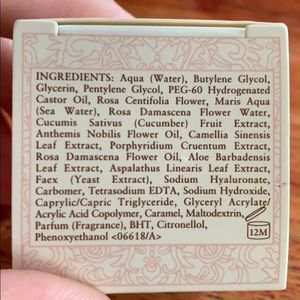 INGREDIENTS: Aqua (Water), Butylene Glycol,
Glycerin, Pentylene Glycol, PEG-60 Hydrogenated
Castor Oil, Rosa Centifolia Flower, Maris Aqua
(Sea Water), Rosa Damascena Flower Water,
Cucumis Sativus (Cucumber) Fruit Extract,
Anthemis Nobilis Flower Oil, Camellia Sinensis
Leaf Extract, Porphyridium Cruentum Extract,
Rosa Damascena Flower Oil, Aloe Barbadensis
Leaf Extract, Aspalathus Linearis Leaf Extract,
Faex (Yeast Extract), Sodium Hyaluronate,
Carbomer, Tetrasodium EDTA, Sodium Hydroxide,
Caprylic/Capric Triglyceride, Glyceryl Acrylate/
Acrylic Acid Copolymer, Caramel, Maltodextrin,
Parfum (Fragrance), BHT, Citronellol,
Phenoxyethanol <06618/A>
12M